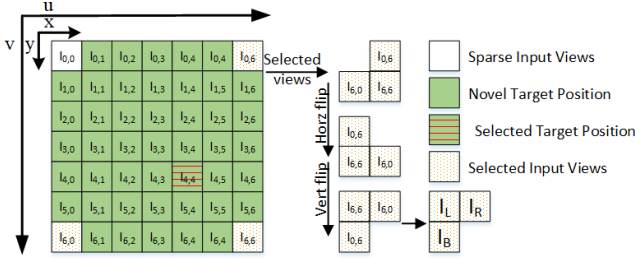 u
x
v
y
I0,0 I0,1 I0,2 I0,3 I0,4 I0,4 I0,6
I1,0 I1,1 I1,2 I1,3 I1,4 I1,5 I1,6
I2,0 I2,1 I2,2 I2,3 I2,4 I2,5 I2,6
I3,0 I3,1 I3,2 I3,3 I3,4 I3,5 I3,6
I4,0 I4,1 I4,2 I4,3 I4,4 I4,5 I4,6
I5,0 I5,1 I5,2 I5,3 I5,4 I5,5 I5,6
I6,0 I6,1 I6,2 I6,3 I6,4 I6,4 I6,6
Selected
views
I0,6
I6,0 I6,6
Horz flip
I0,6
I6,6 I6,0
Vert flip
I6,6 I6,0
I0,6
IL IR
IB
Sparse Input Views
Novel Target Position
Selected Target Position
Selected Input Views